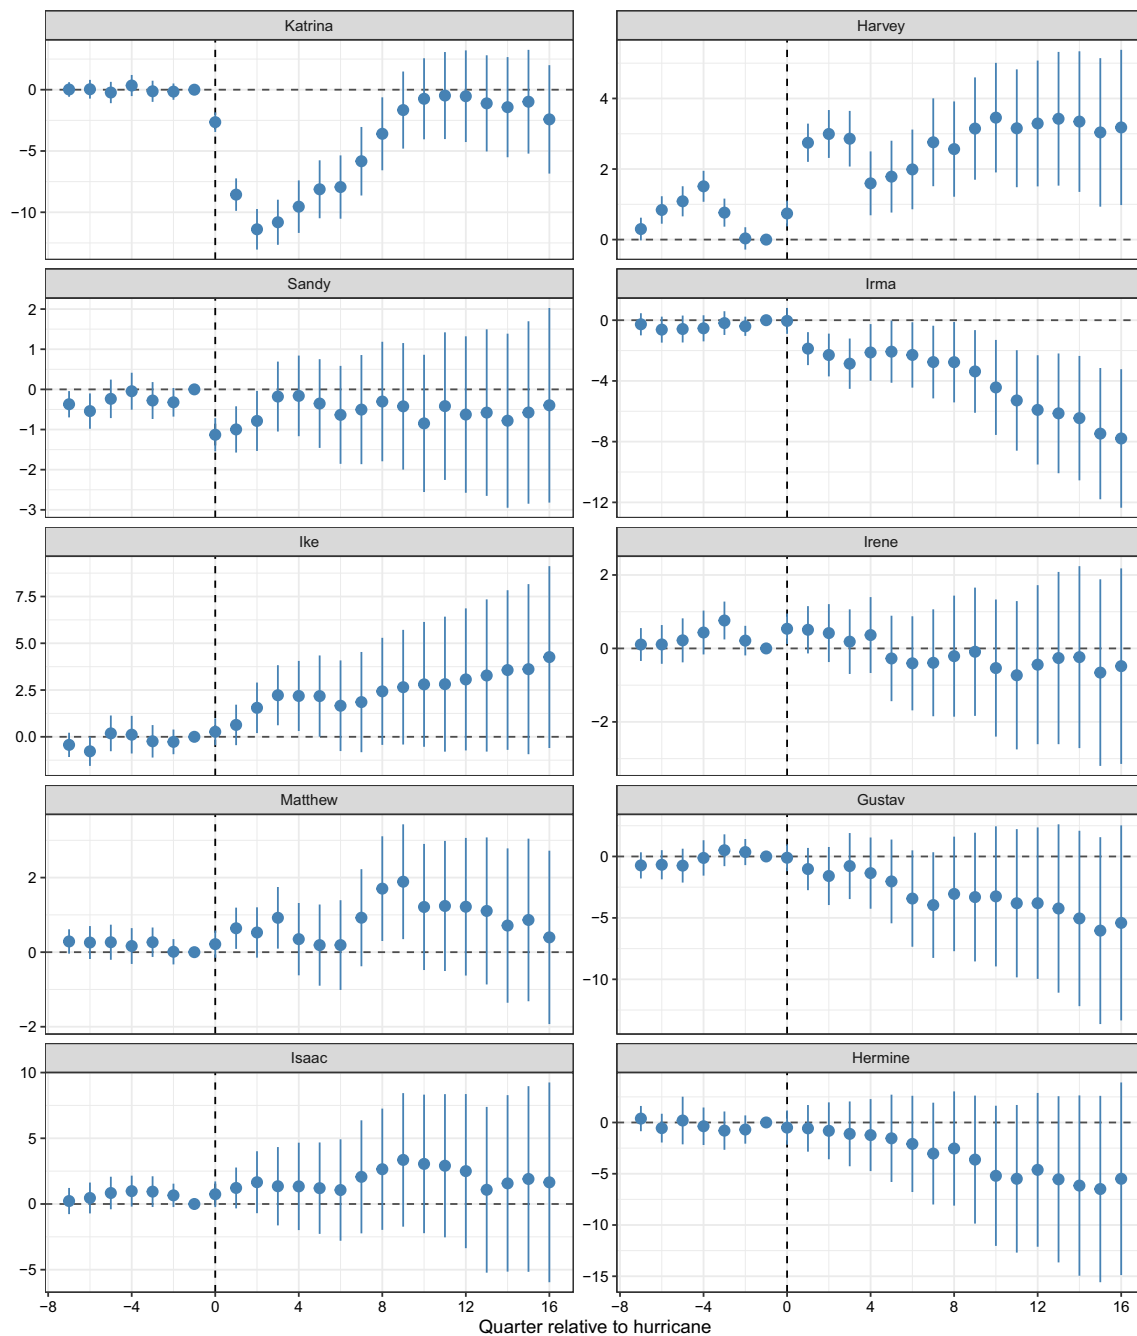 Katrina
Harvey
0
−5
−10
4
2
0
Sandy
Irma
2
1
0
−1
−2
−3
0
−4
−8
−12
Ike
Irene
7.5
5.0
2.5
0.0
2
0
−2
Matthew
Gustav
2
0
−2
0
−5
−10
Isaac
Hermine
10
5
0
−5
0
−5
−10
−15
−8 −4 0 4 8 12 16
−8 −4 0 4 8 12 16
Quarter relative to hurricane